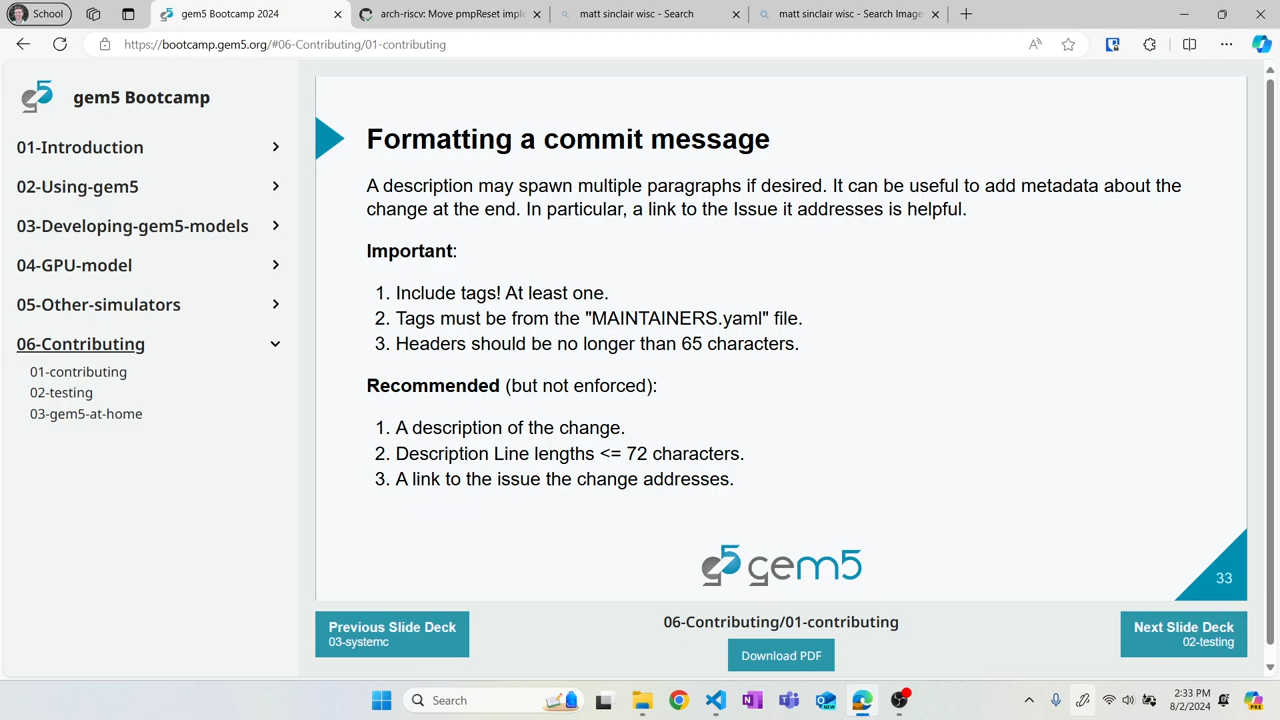 School
gem5 Bootcamp 2024
arch-riscv: Move pmpReset imple
matt sinclair wisc - Search
matt sinclair wisc - Search Image
https://bootcamp.gem5.org/#06-Contributing/01-contributing
g5
gem5 Bootcamp
01-Introduction
02-Using-gem5
03-Developing-gem5-models
04-GPU-model
05-Other-simulators
06-Contributing
01-contributing
02-testing
03-gem5-at-home
Formatting a commit message
A description may spawn multiple paragraphs if desired. It can be useful to add metadata about the
change at the end. In particular, a link to the Issue it addresses is helpful.
Important:
1. Include tags! At least one.
2. Tags must be from the "MAINTAINERS.yaml" file.
3. Headers should be no longer than 65 characters.
Recommended (but not enforced):
1. A description of the change.
2. Description Line lengths <= 72 characters.
3. A link to the issue the change addresses.
g5 gem5
33
Previous Slide Deck
03-systemc
06-Contributing/01-contributing
Download PDF
Next Slide Deck
02-testing
Search
2:33 PM
8/2/2024